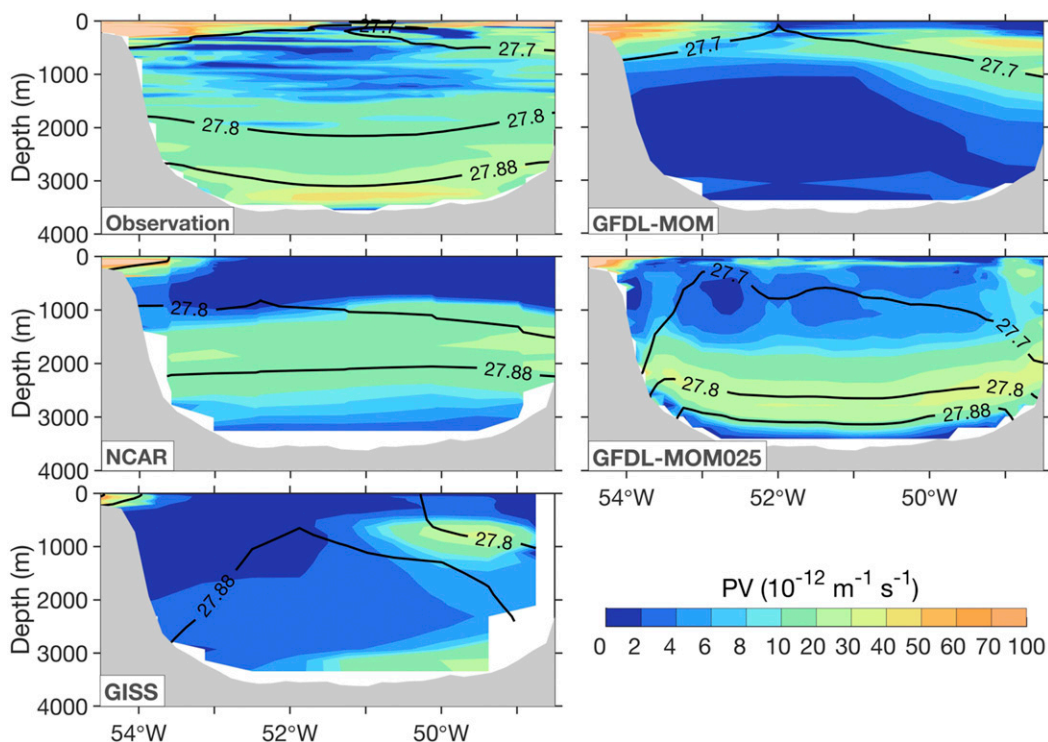 Depth (m)
0
1000
2000
3000
4000
27.7
27.7
27.8
27.8
27.88
Observation
27.7
27.7
GFDL-MOM
Depth (m)
0
1000
2000
3000
4000
27.8
27.88
NCAR
27.7
27.7
27.8
27.8
27.88
GFDL-MOM025
54°W
52°W
50°W
Depth (m)
0
1000
2000
3000
4000
27.88
27.8
GISS
54°W
52°W
50°W
PV (10⁻¹² m⁻¹ s⁻¹)
0 2 4 6 8 10 20 30 40 50 60 70 100